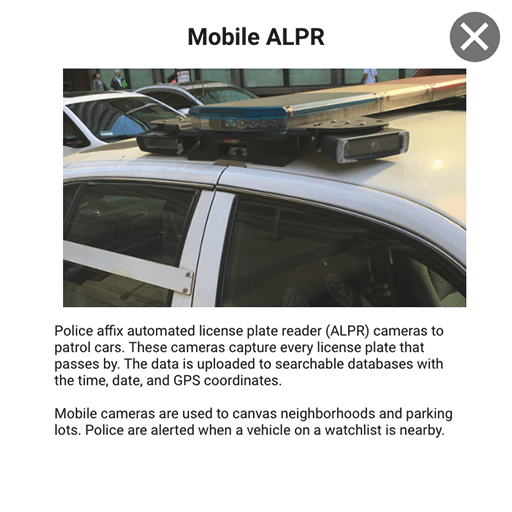 Mobile ALPR
Police affix automated license plate reader (ALPR) cameras to
patrol cars. These cameras capture every license plate that
passes by. The data is uploaded to searchable databases with
the time, date, and GPS coordinates.
Mobile cameras are used to canvas neighborhoods and parking
lots. Police are alerted when a vehicle on a watchlist is nearby.